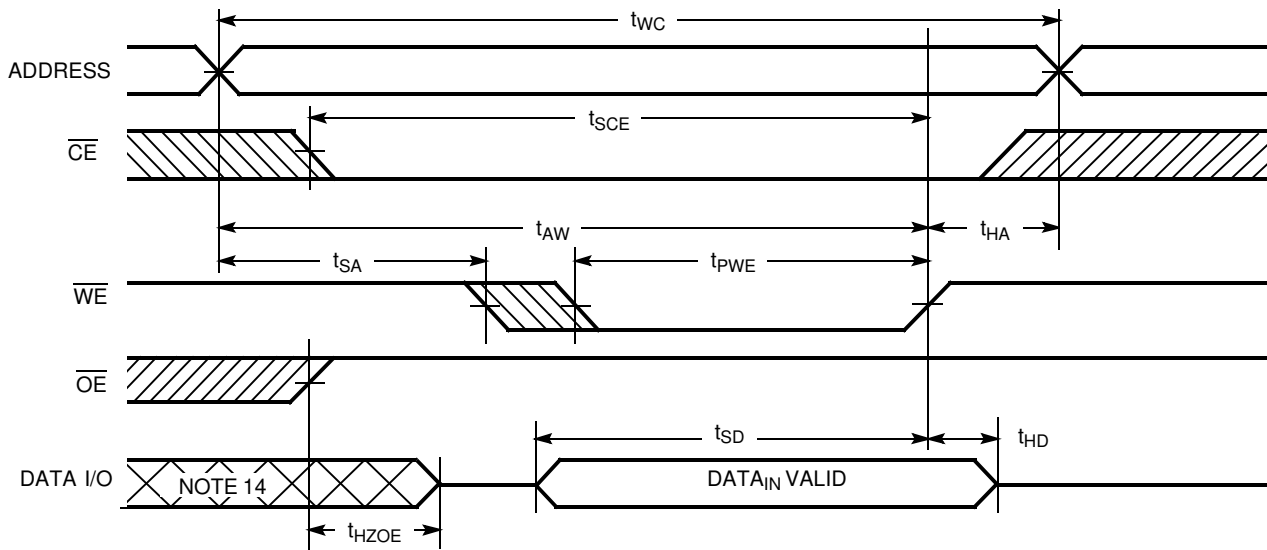 tWC
ADDRESS
tSCE
CE
tAW
tHA
tSA
tPWE
WE
OE
tSD
tHD
DATA I/O
NOTE 14
DATAIN VALID
tHZOE